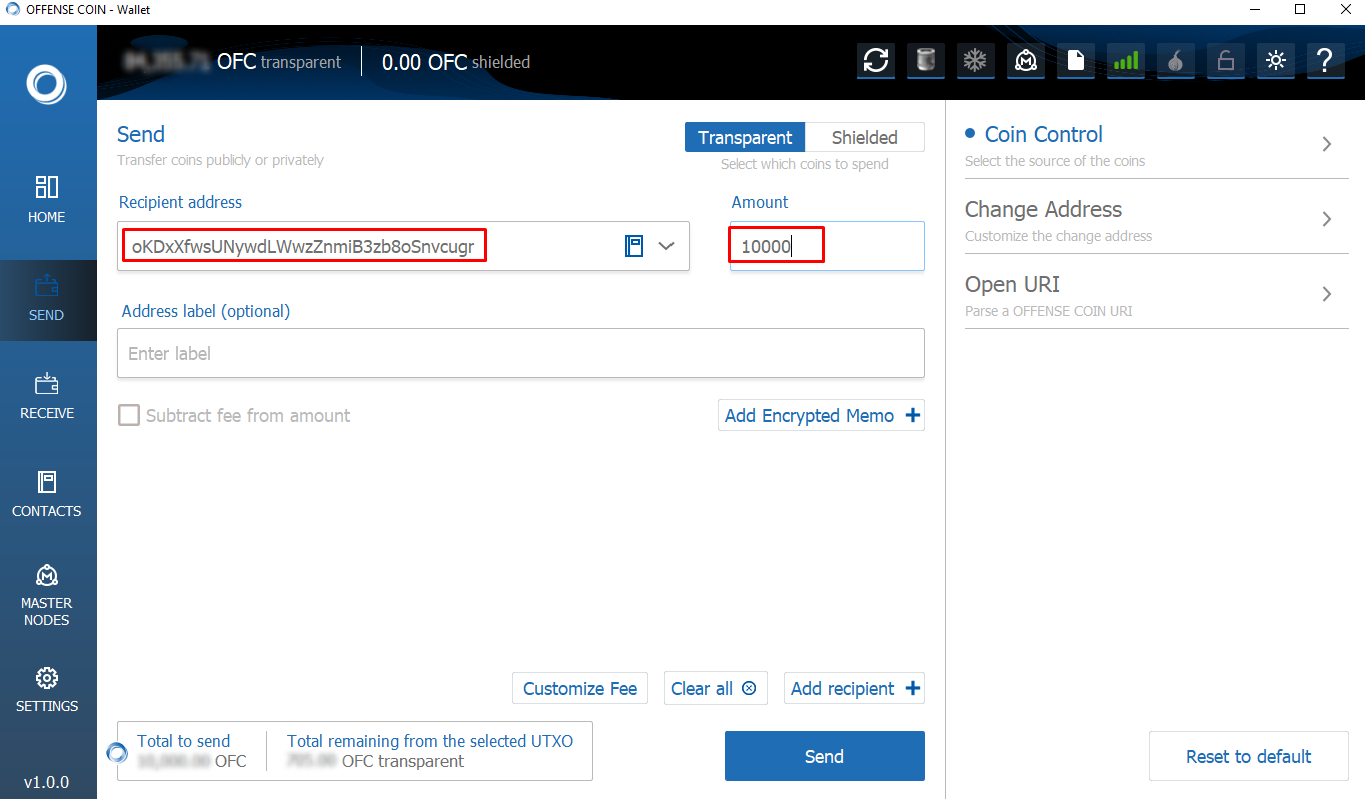 OFFENSE COIN - Wallet
OFC transparent
0.00 OFC shielded
HOME
SEND
RECEIVE
CONTACTS
MASTER
NODES
SETTINGS
v1.0.0
Send
Transfer coins publicly or privately
Transparent
Shielded
Select which coins to spend
Recipient address
Amount
oKDxXfwsUNywdLWwzZnmiB3zb8oSnvcugr
10000
Address label (optional)
Enter label
Subtract fee from amount
Add Encrypted Memo
Customize Fee
Clear all
Add recipient
Total to send
OFC
Total remaining from the selected UTXO
OFC transparent
Send
Coin Control
Select the source of the coins
Change Address
Customize the change address
Open URI
Parse a OFFENSE COIN URI
Reset to default